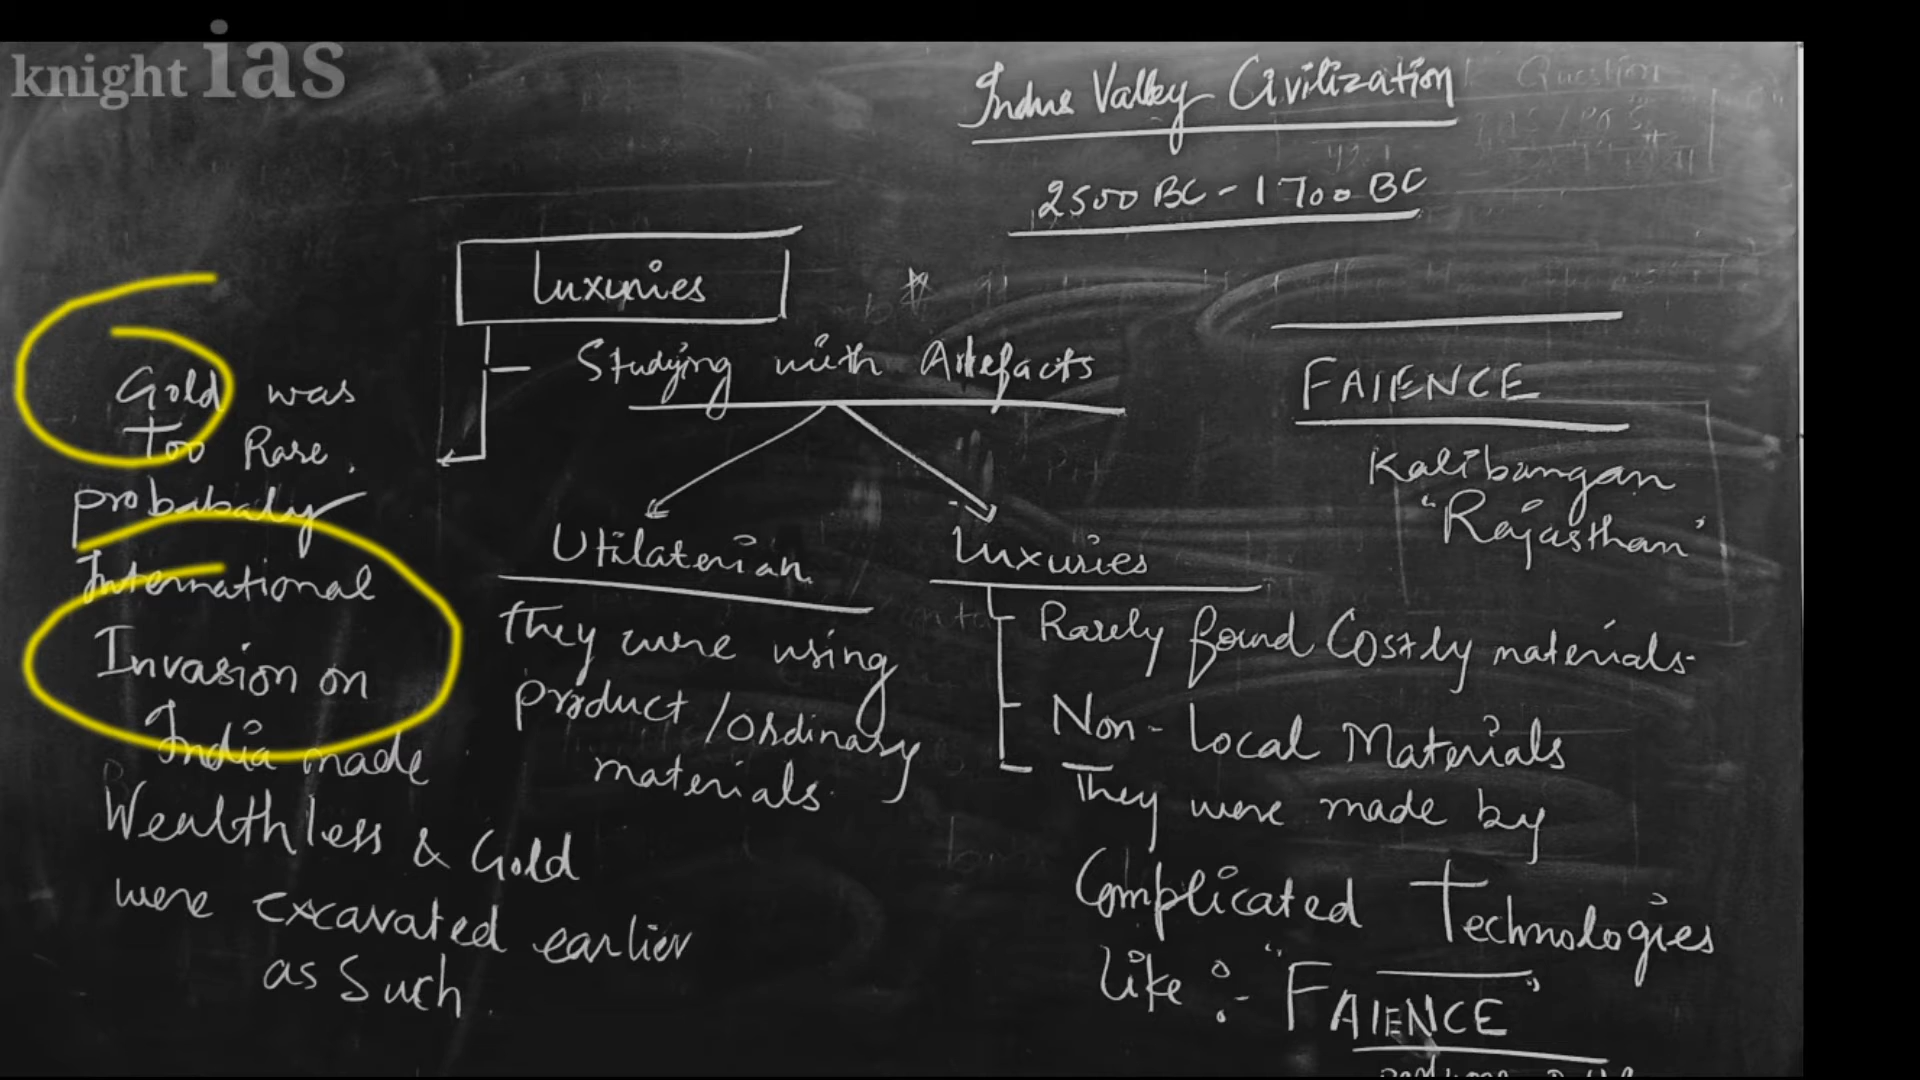 knight ias
Indus Valley Civilization
2500 BC - 1700 BC
Luxuries
Studying with Artefacts
Utilaterian
They were using
product / ordinary
materials.
Luxuries
Rarely found Costly materials.
Non-Local Materials
They were made by
Complicated Technologies
like :- "FAIENCE"
FAIENCE
Kalibangan
"Rajasthan"
Gold was
Too Rare.
probabaly
International
Invasion on
India made
Wealthless & Gold
were excavated earlier
as Such.